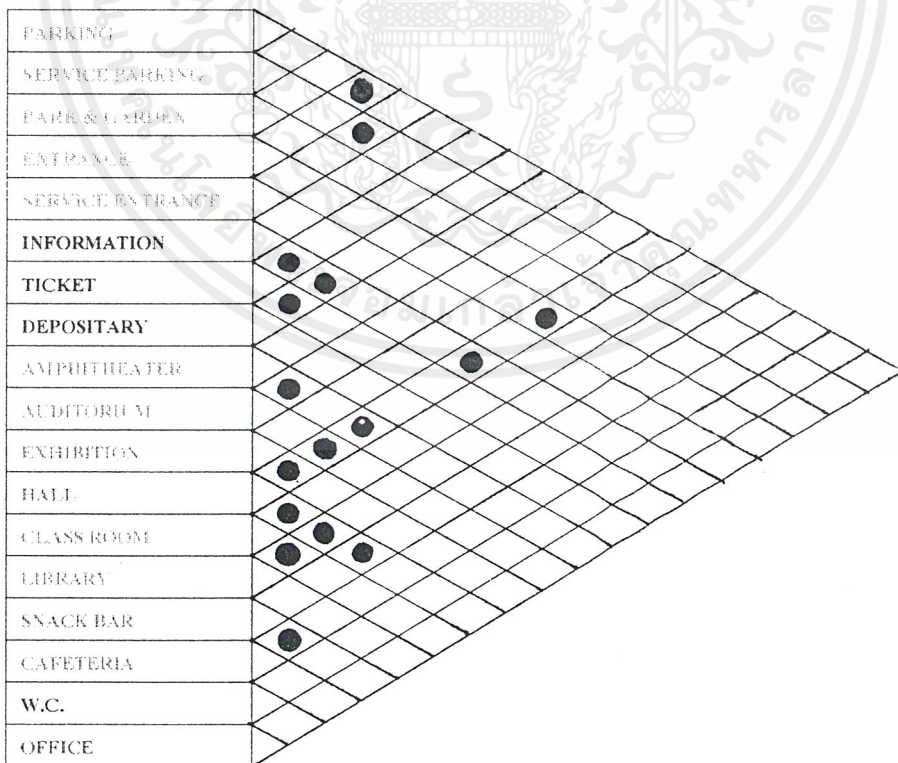 PARKING
SERVICE PARKING
PARK & GARDEN
ENTRANCE
SERVICE ENTRANCE
INFORMATION
TICKET
DEPOSITARY
AMPHITHEATER
AUDITORIUM
EXHIBITION
HALL
CLASS ROOM
LIBRARY
SNACK BAR
CAFETERIA
W.C.
OFFICE